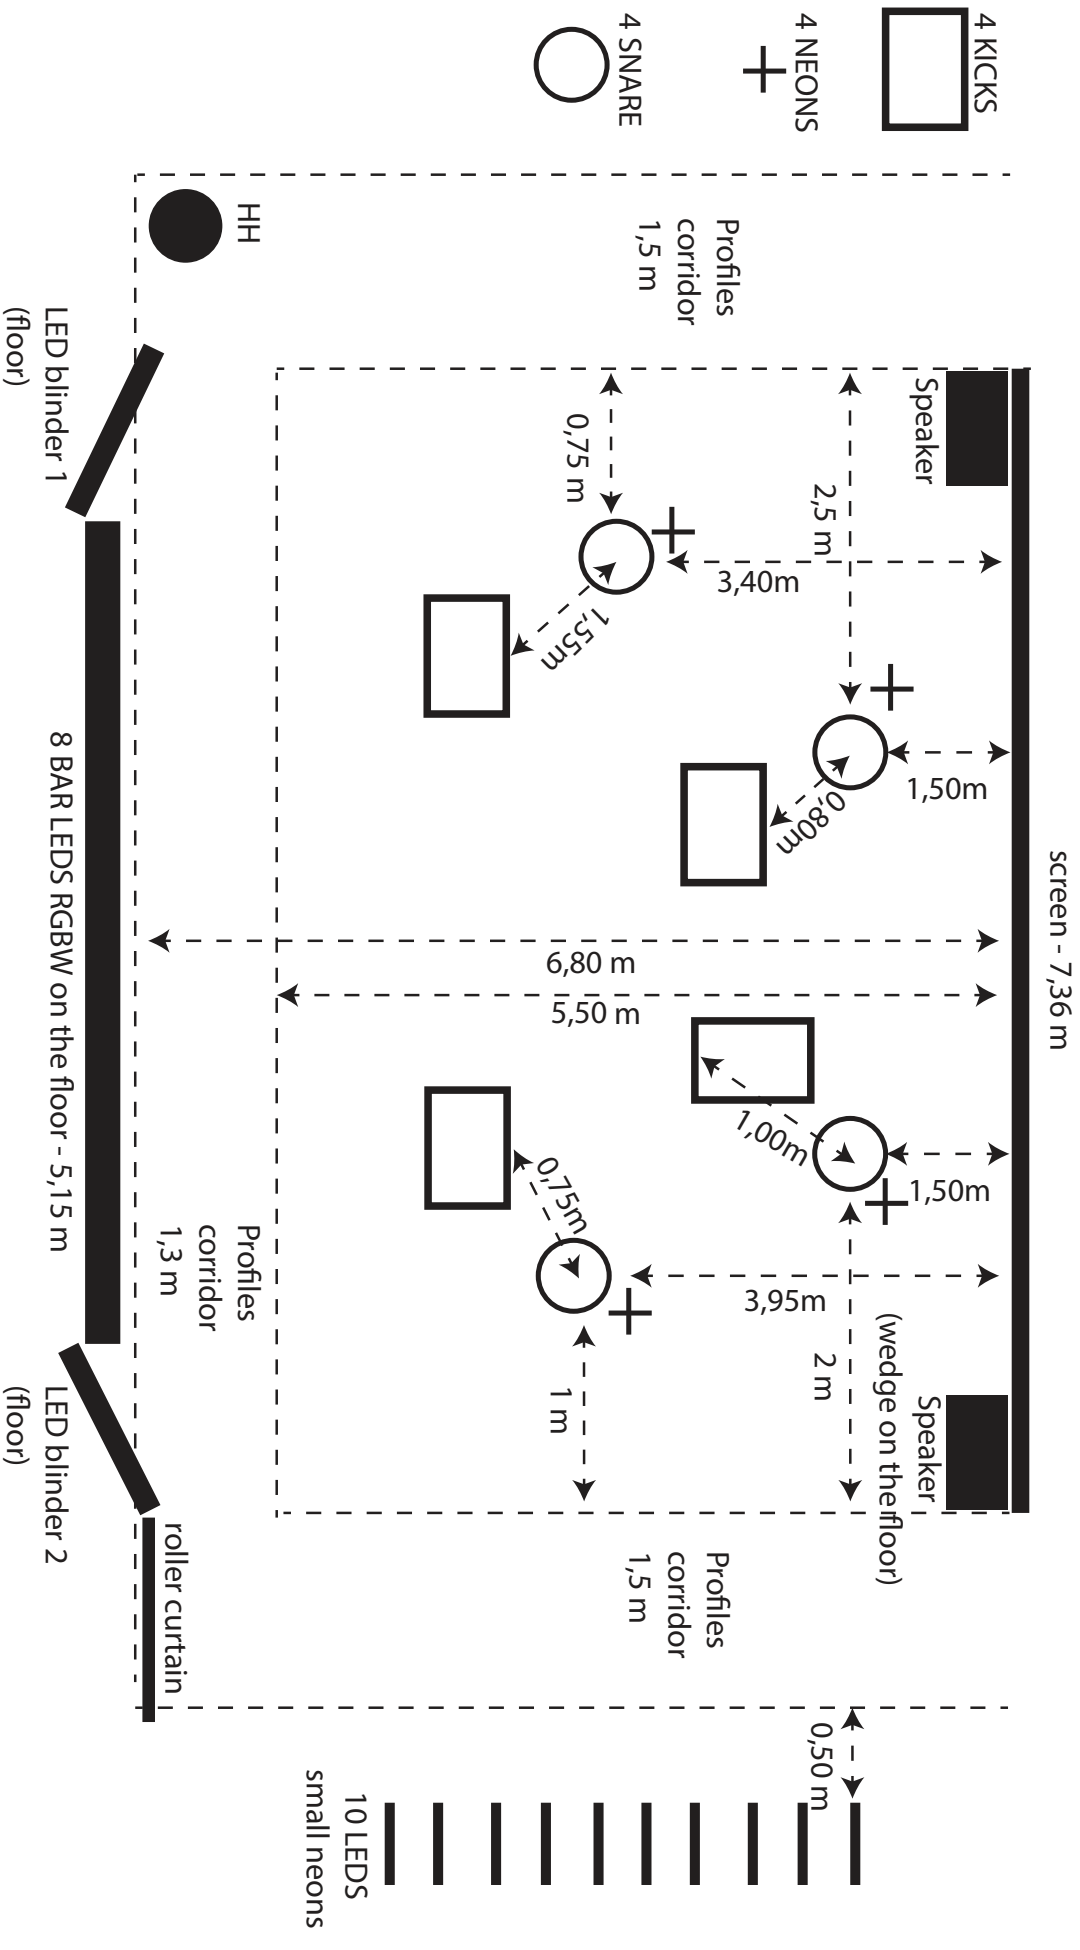 4 KICKS
4 NEONS
4 SNARE
screen - 7,36 m
Speaker
Speaker
(wedge on the floor)
Profiles
corridor
1,5 m
2,5 m
3,40m
0,75 m
1,55m
1,50m
0,80m
6,80 m
5,50 m
1,00m
1,50m
0,75m
3,95m
2 m
1 m
Profiles
corridor
1,5 m
0,50 m
HH
Profiles
corridor
1,3 m
roller curtain
LED blinder 1
(floor)
8 BAR LEDS RGBW on the floor - 5,15 m
LED blinder 2
(floor)
10 LEDS
small neons